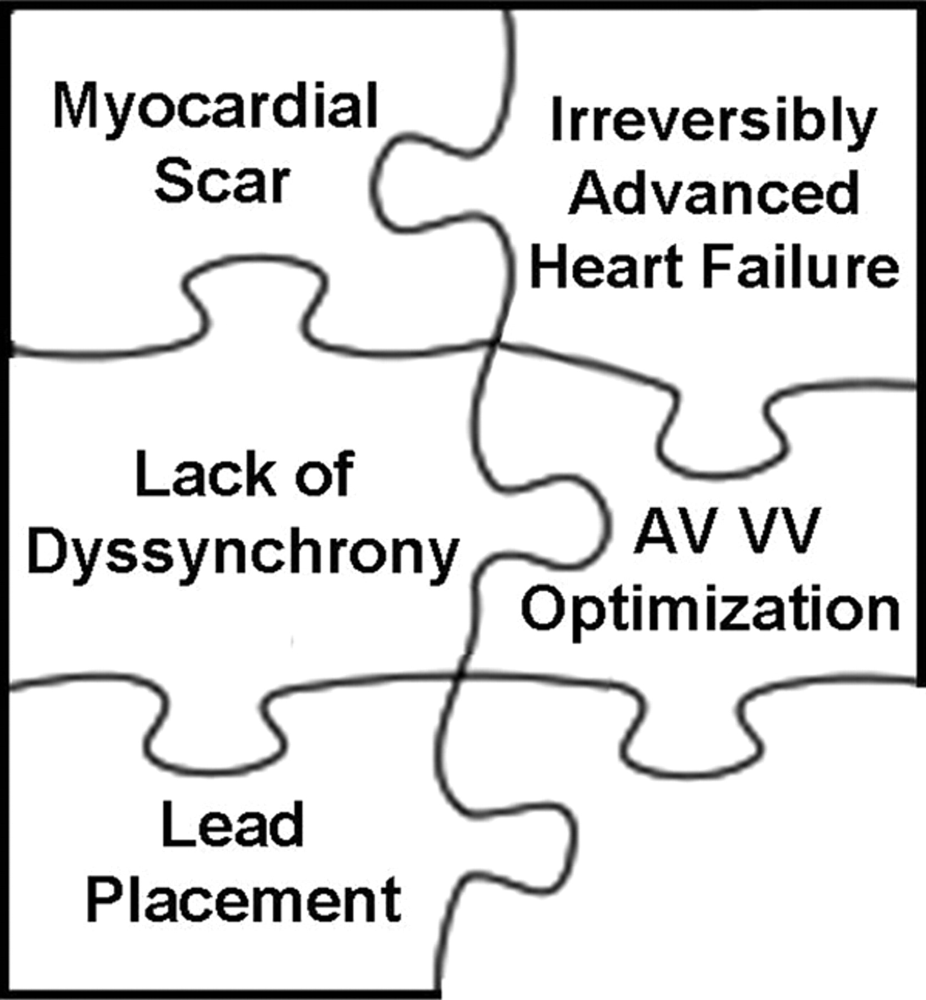 Myocardial
Scar
Irreversibly
Advanced
Heart Failure
Lack of
Dyssynchrony
AV VV
Optimization
Lead
Placement